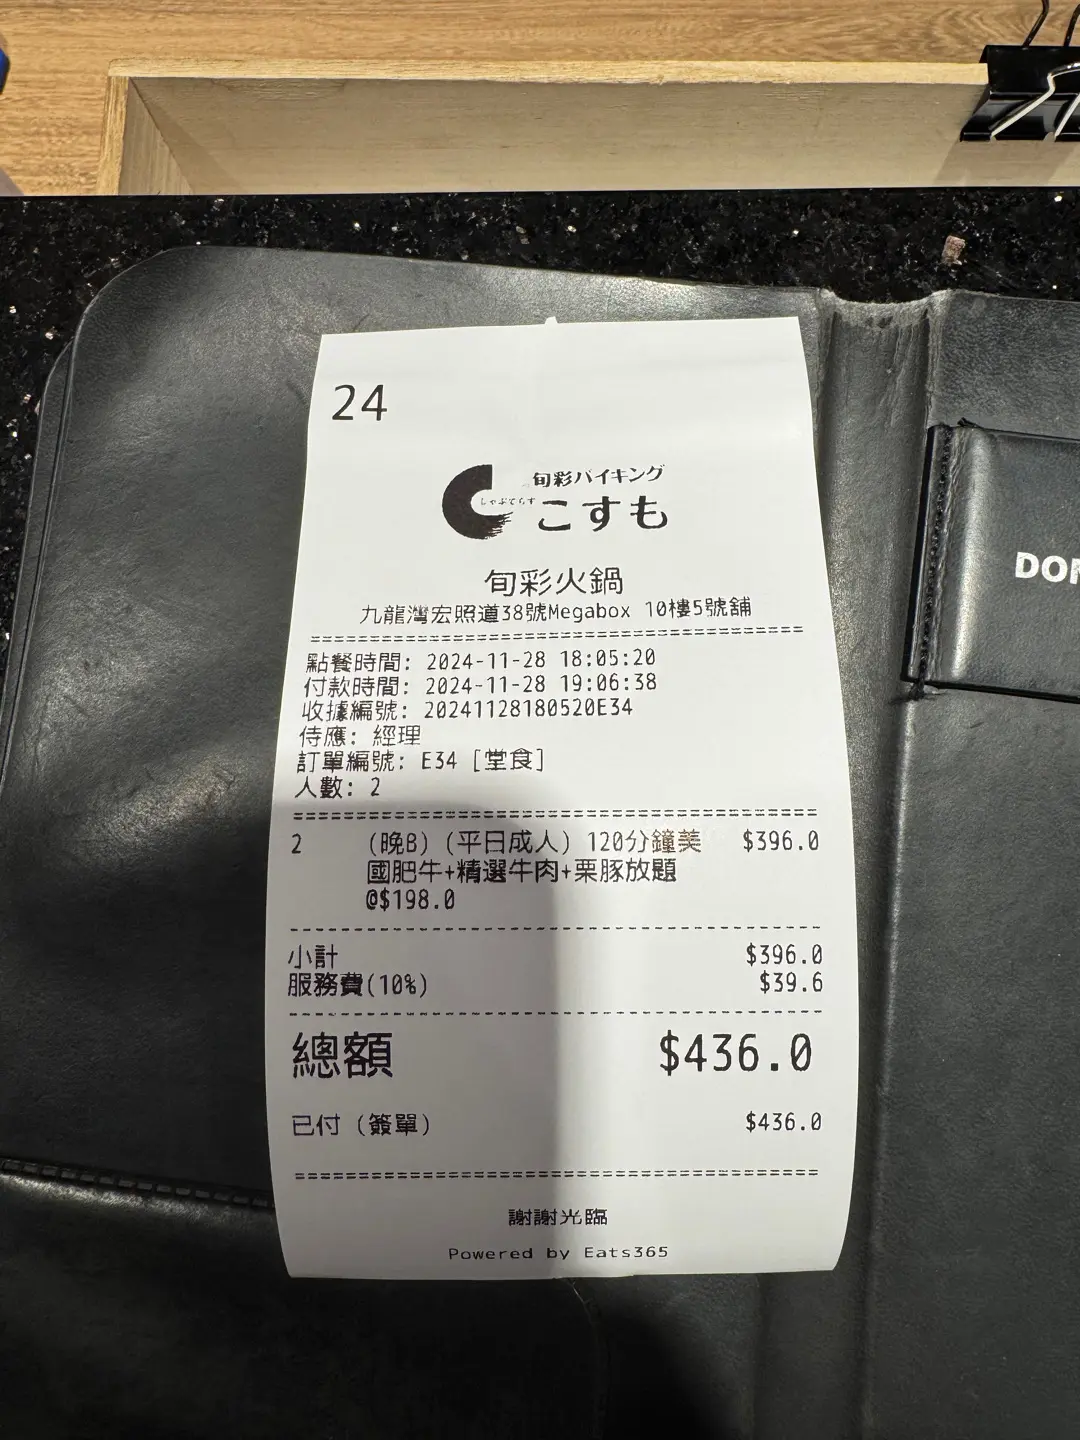 24
旬彩バイキング
しゃぶてらす
こすも
旬彩火鍋
九龍灣宏照道38號Megabox 10樓5號舖
點餐時間: 2024-11-28 18:05:20
付款時間: 2024-11-28 19:06:38
收據編號: 20241128180520E34
侍應: 經理
訂單編號: E34 [堂食]
人數: 2
2 (晚B) (平日成人) 120分鐘美 $396.0
國肥牛+精選牛肉+栗豚放題
@$198.0
小計 $396.0
服務費(10%) $39.6
總額 $436.0
已付 (簽單) $436.0
謝謝光臨
Powered by Eats365